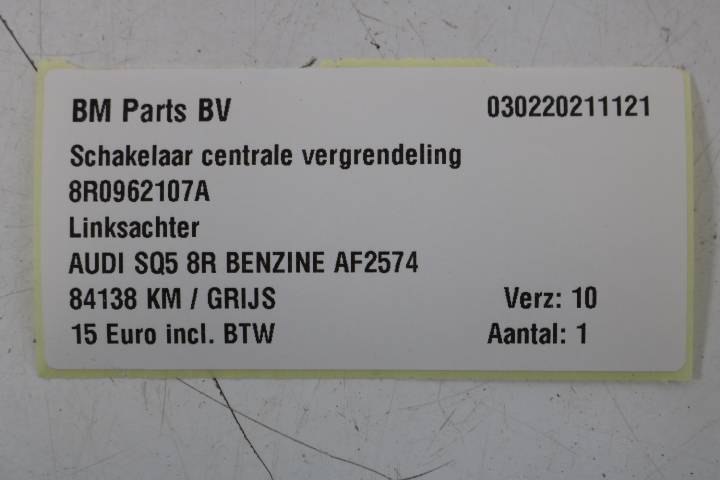 BM Parts BV 030220211121
Schakelaar centrale vergrendeling
8R0962107A
Linksachter
AUDI SQ5 8R BENZINE AF2574
84138 KM / GRIJS Verz: 10
15 Euro incl. BTW Aantal: 1